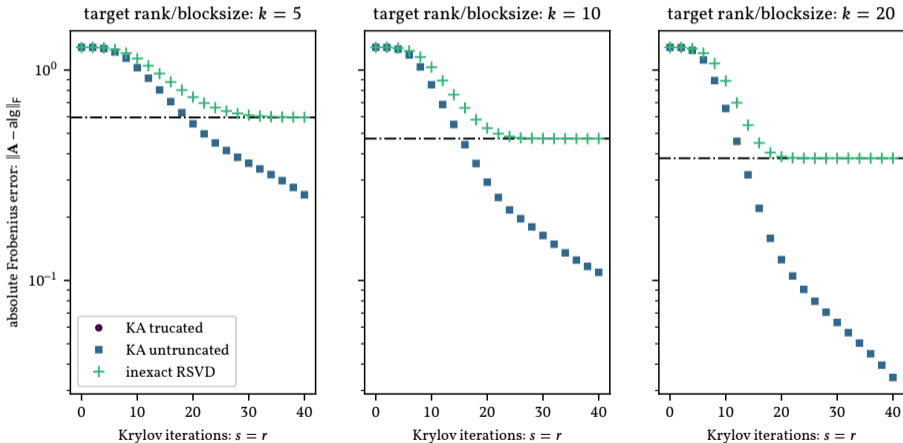 target rank/blocksize: k = 5
target rank/blocksize: k = 10
target rank/blocksize: k = 20
absolute Frobenius error: ‖A − alg‖F
10⁰
10⁻¹
KA trucated
KA untruncated
inexact RSVD
0 10 20 30 40
0 10 20 30 40
0 10 20 30 40
Krylov iterations: s = r
Krylov iterations: s = r
Krylov iterations: s = r